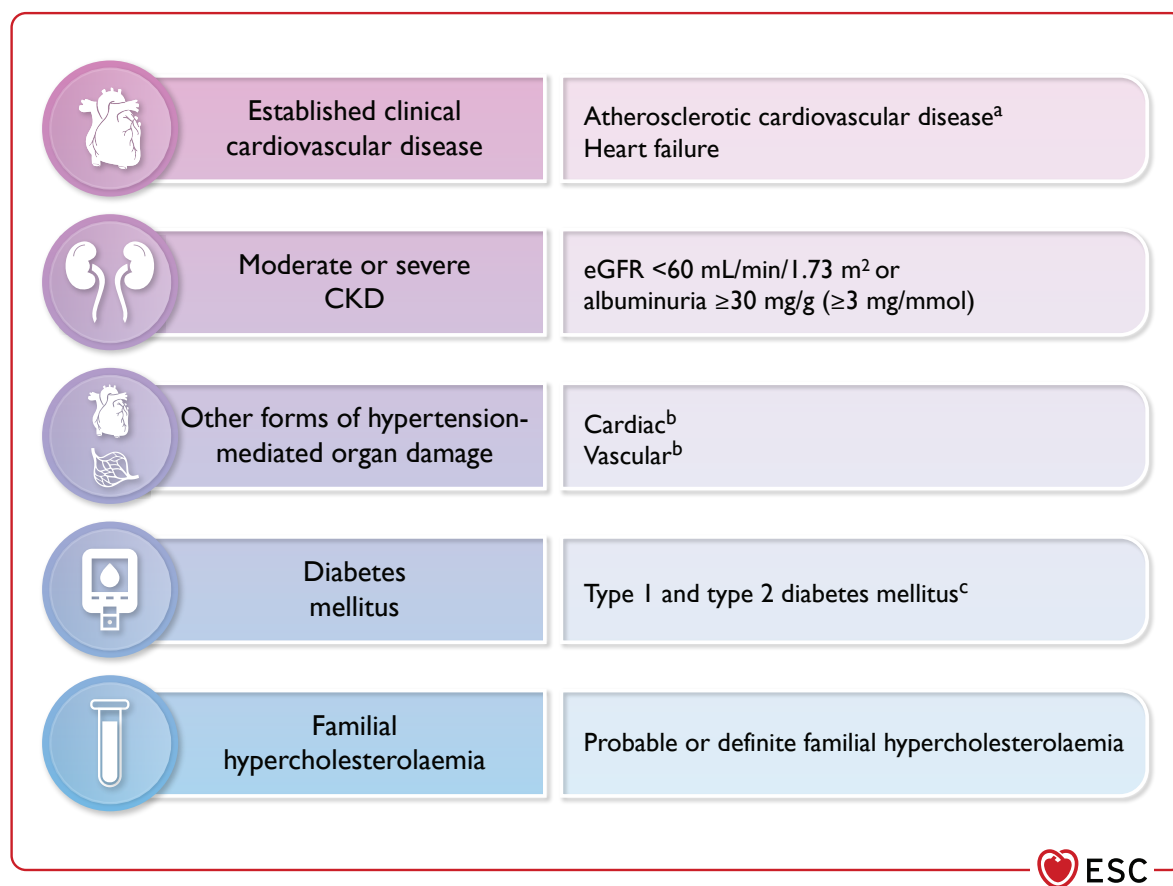 Established clinical
cardiovascular disease
Atherosclerotic cardiovascular diseaseᵃ
Heart failure
Moderate or severe
CKD
eGFR <60 mL/min/1.73 m² or
albuminuria ≥30 mg/g (≥3 mg/mmol)
Other forms of hypertension-
mediated organ damage
Cardiacᵇ
Vascularᵇ
Diabetes
mellitus
Type 1 and type 2 diabetes mellitusᶜ
Familial
hypercholesterolaemia
Probable or definite familial hypercholesterolaemia
ESC